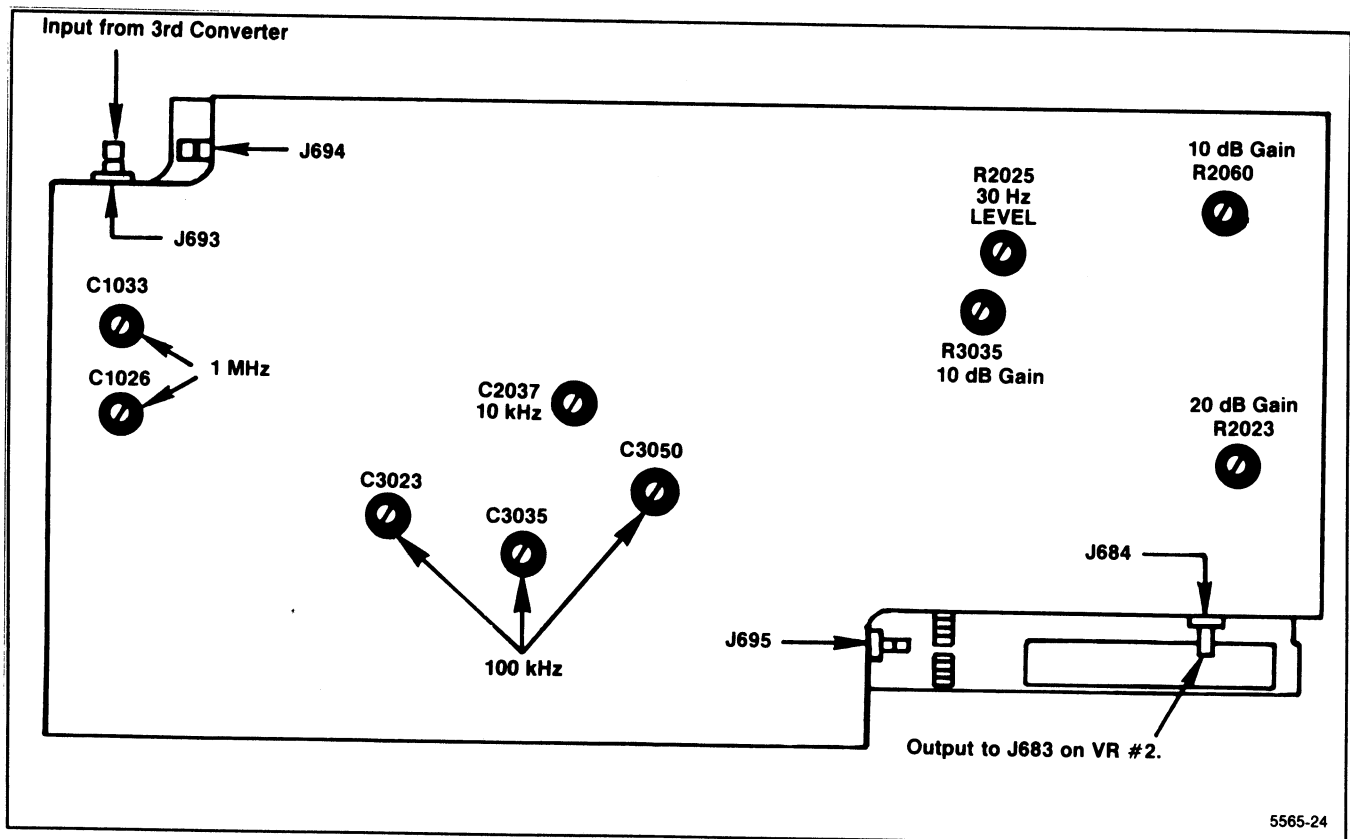 Input from 3rd Converter
J694
J693
10 dB Gain
R2060
R2025
30 Hz
LEVEL
C1033
1 MHz
C1026
R3035
10 dB Gain
C2037
10 kHz
20 dB Gain
R2023
C3050
C3023
C3035
J684
J695
100 kHz
Output to J683 on VR #2.
5565-24